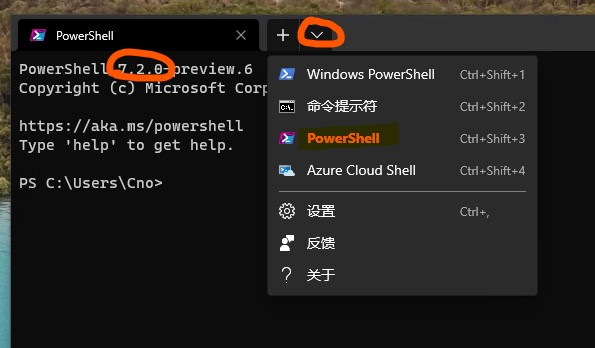 PowerShell
PowerShell 7.2.0-preview.6
Copyright (c) Microsoft Corp
https://aka.ms/powershell
Type 'help' to get help.
PS C:\Users\Cno>
Windows PowerShell Ctrl+Shift+1
命令提示符 Ctrl+Shift+2
PowerShell Ctrl+Shift+3
Azure Cloud Shell Ctrl+Shift+4
设置 Ctrl+,
反馈
关于